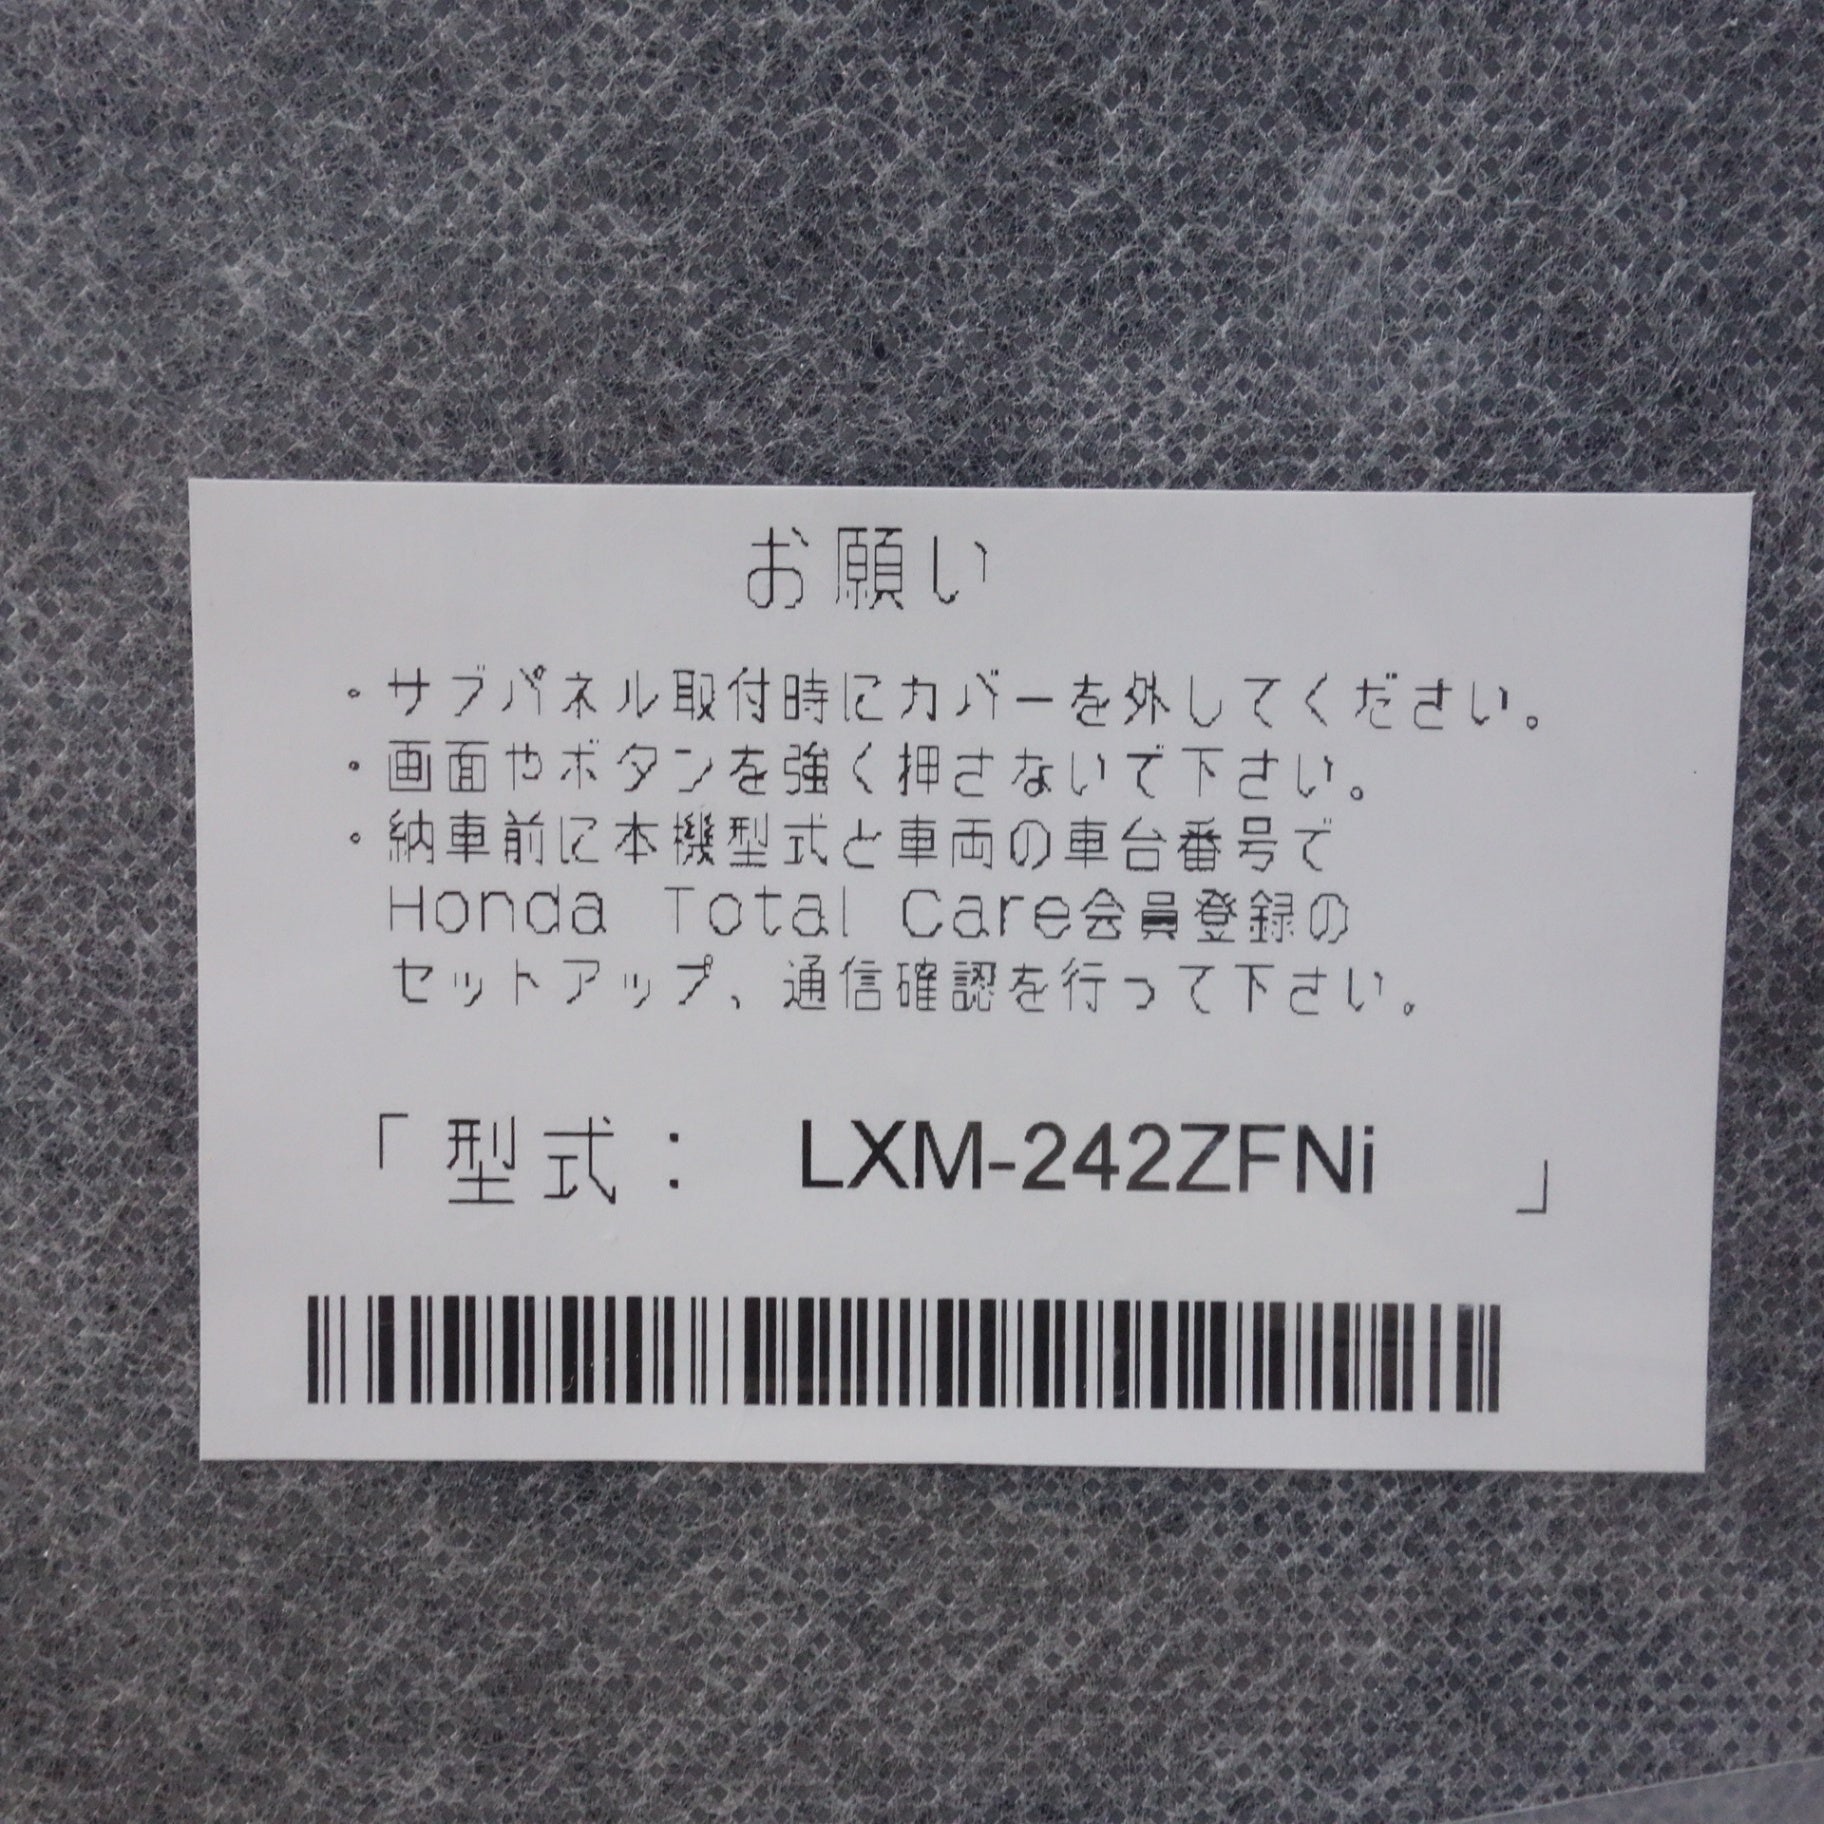 お願い
・サブパネル取付時にカバーを外してください。
・画面やボタンを強く押さないで下さい。
・納車前に本機型式と車両の車台番号で
Honda Total Care会員登録の
セットアップ、通信確認を行って下さい。
「型式： LXM-242ZFNi 」